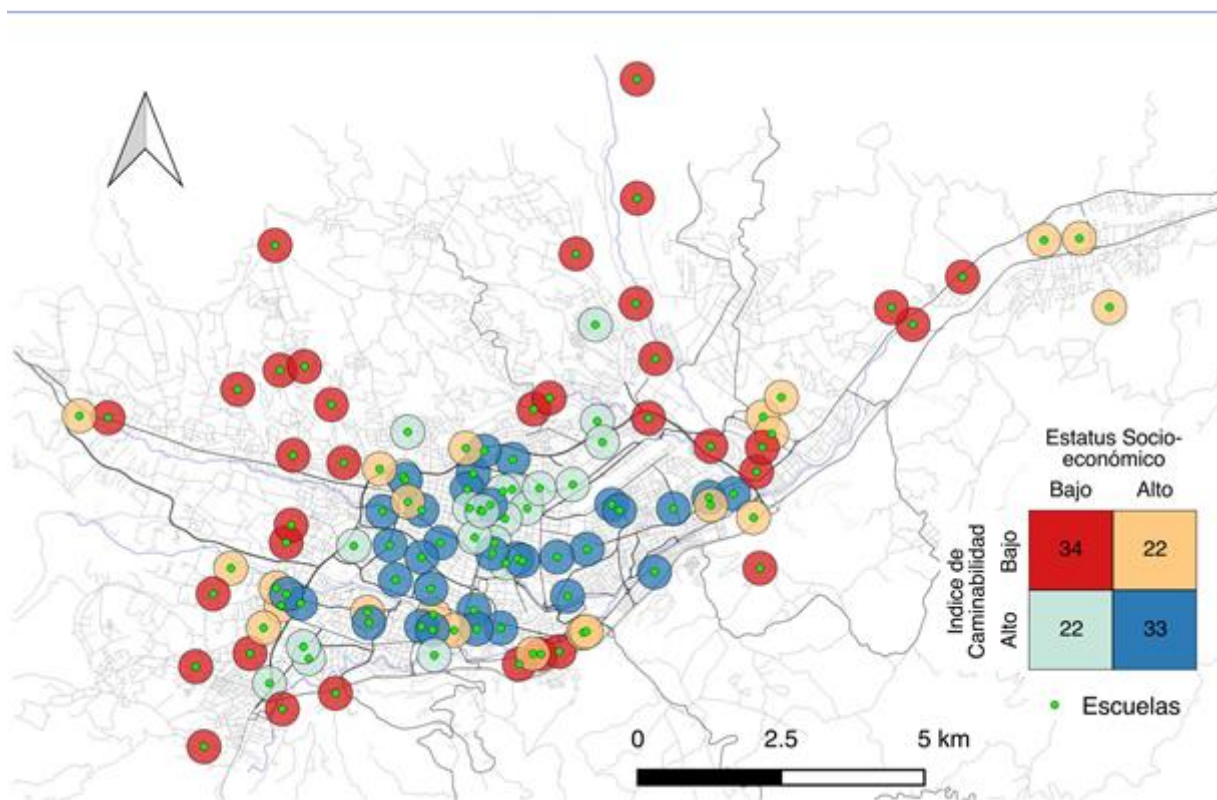 Estatus Socio-
económico
Bajo Alto
Indice de
Caminabilidad
Bajo
Alto
34 22
22 33
Escuelas
0 2.5 5 km